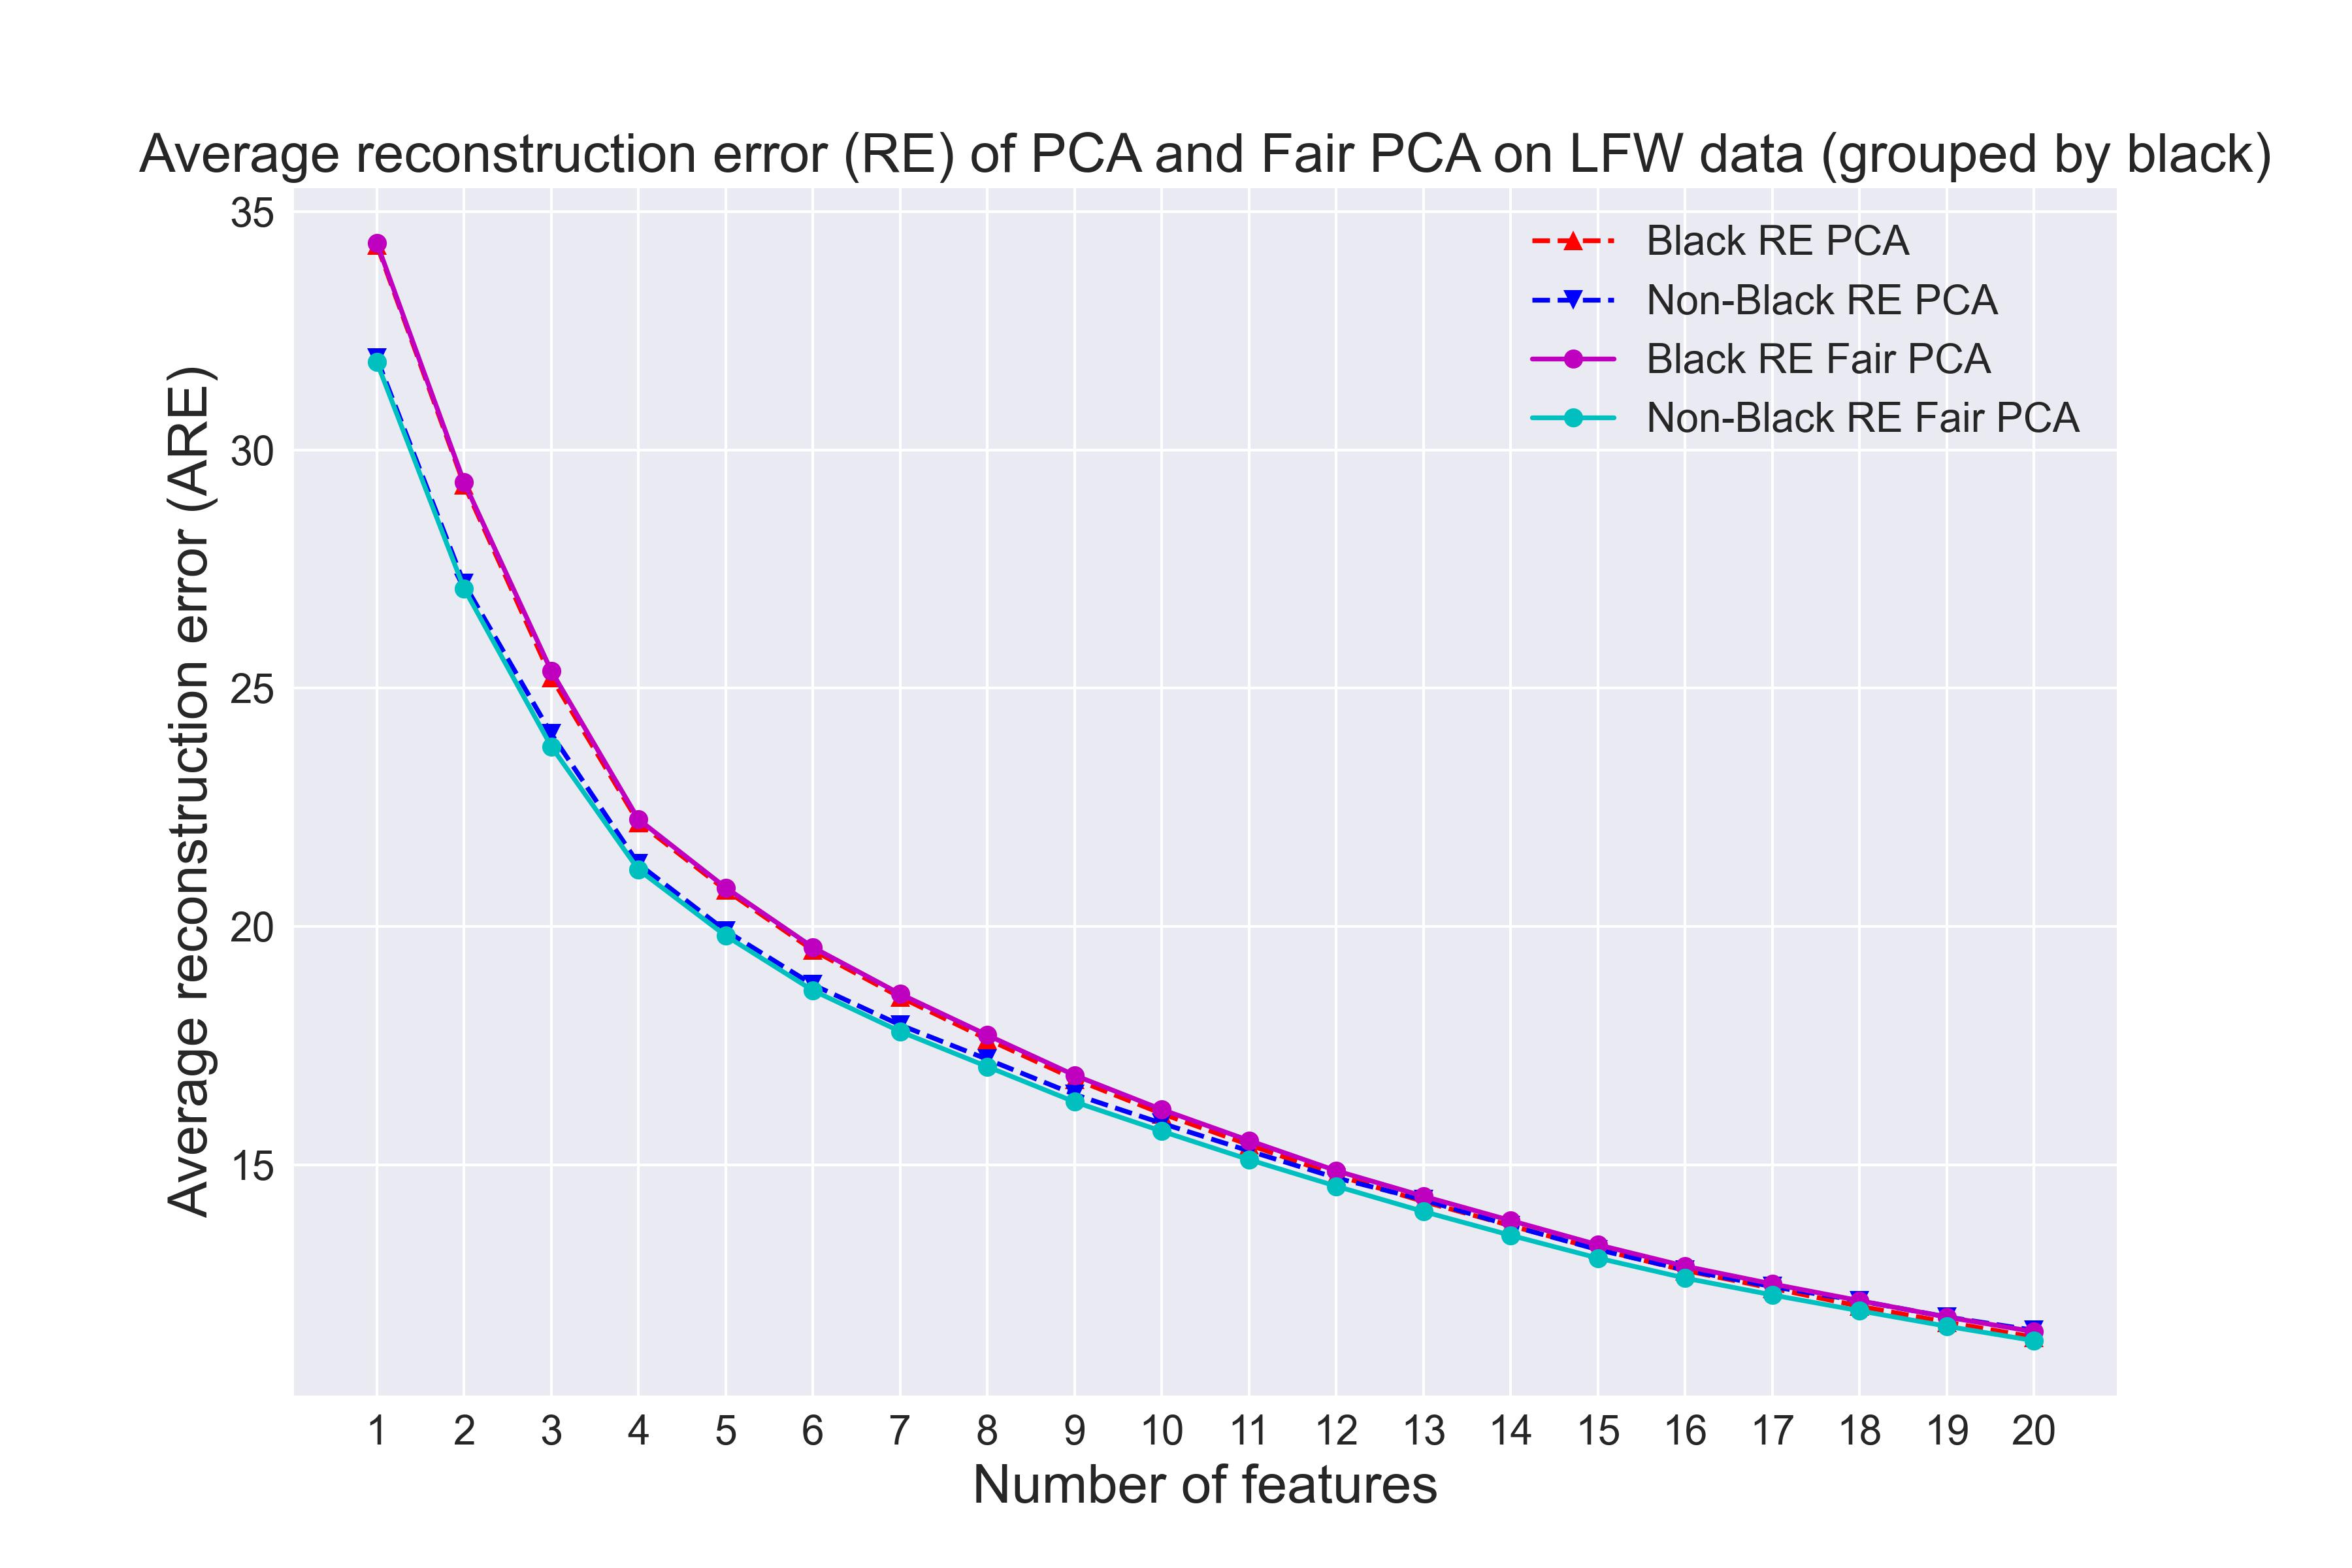 Average reconstruction error (RE) of PCA and Fair PCA on LFW data (grouped by black)
35
30
25
20
15
Average reconstruction error (ARE)
Black RE PCA
Non-Black RE PCA
Black RE Fair PCA
Non-Black RE Fair PCA
1 2 3 4 5 6 7 8 9 10 11 12 13 14 15 16 17 18 19 20
Number of features